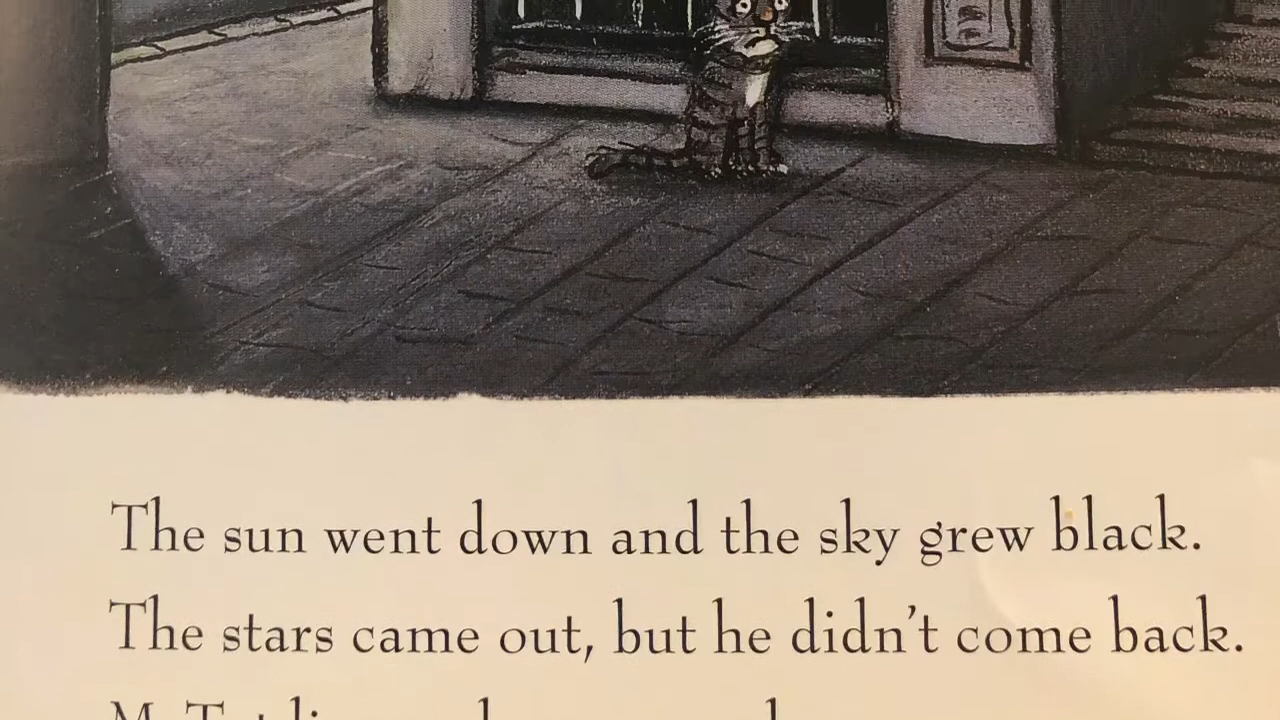 The sun went down and the sky grew black.
The stars came out, but he didn't come back.